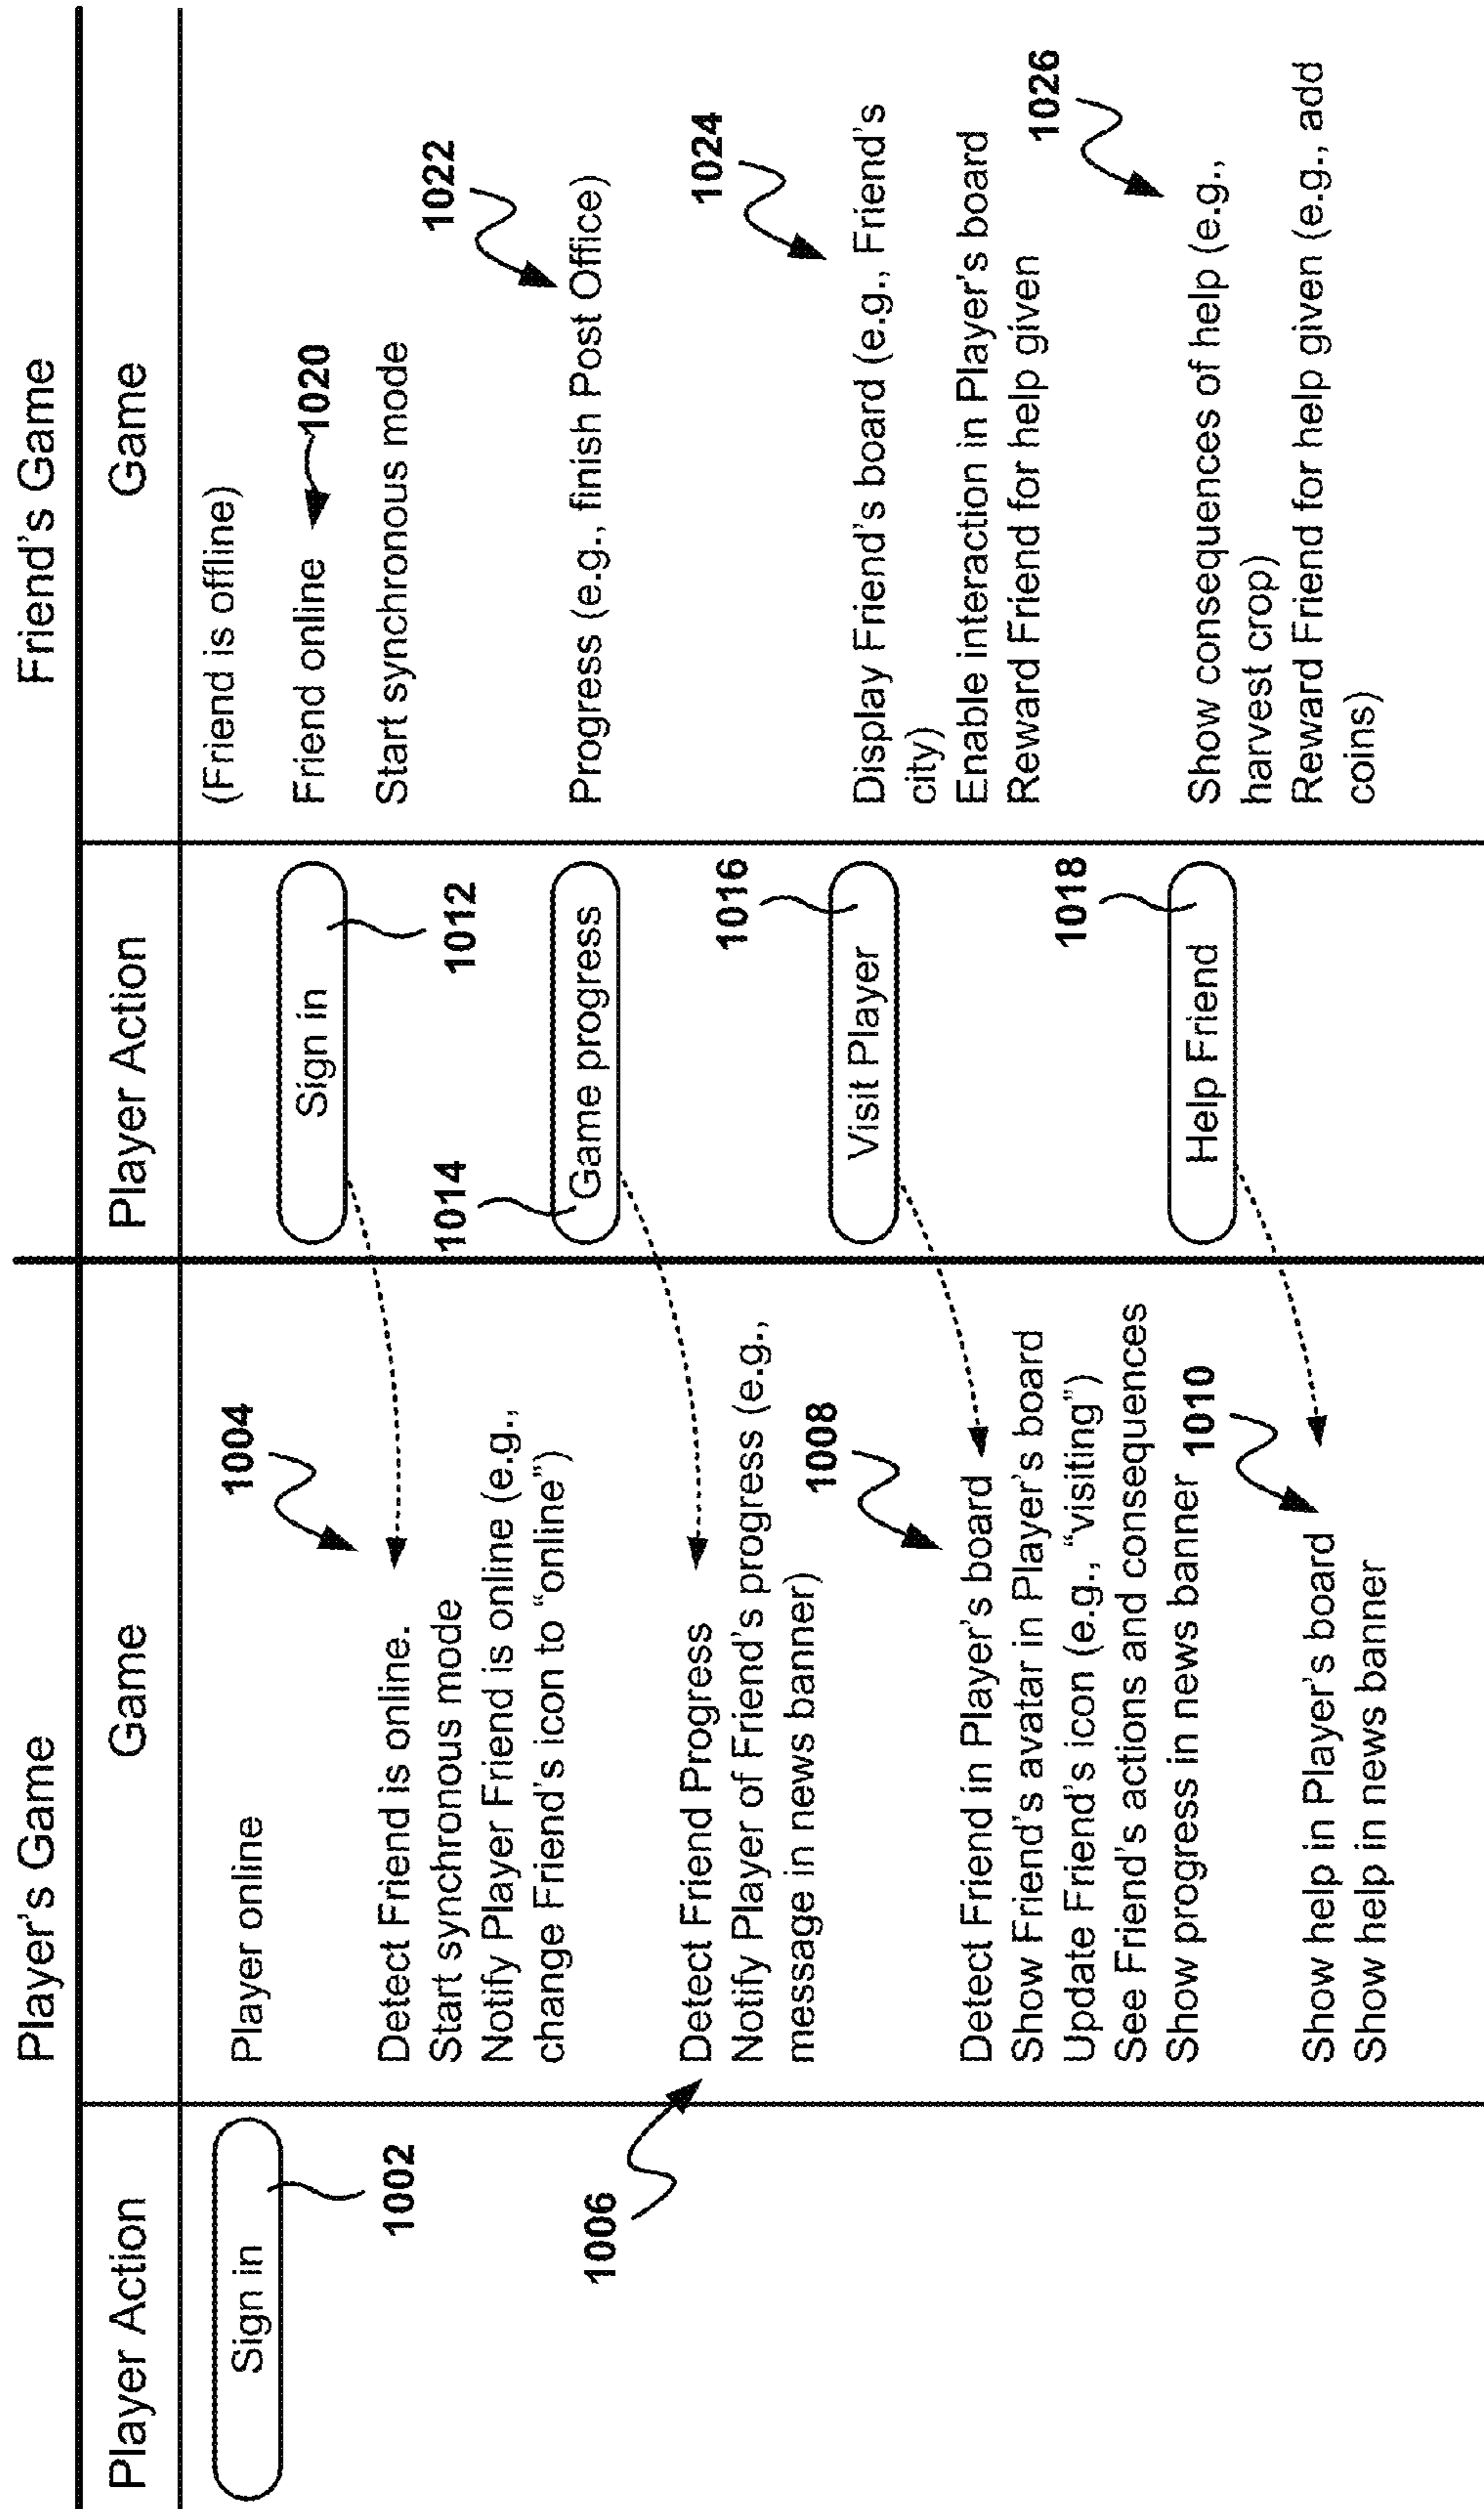 Player's Game
Friend's Game
Player Action
Game
Player Action
Game
Sign in
1002
Player online
(Friend is offline)
Sign in
1012
Friend online
1020
Start synchronous mode
1004
Detect Friend is online.
Start synchronous mode
Notify Player Friend is online (e.g.,
change Friend's icon to “online”)
1014
Game progress
1022
Progress (e.g., finish Post Office)
1006
Detect Friend Progress
Notify Player of Friend's progress (e.g.,
message in news banner)
1016
Visit Player
1024
Display Friend's board (e.g., Friend's
city)
Enable interaction in Player's board
Reward Friend for help given
1008
Detect Friend in Player's board
Show Friend's avatar in Player's board
Update Friend's icon (e.g., “visiting”)
See Friend's actions and consequences
Show progress in news banner
1018
Help Friend
1026
Show consequences of help (e.g.,
harvest crop)
Reward Friend for help given (e.g., add
coins)
1010
Show help in Player's board
Show help in news banner